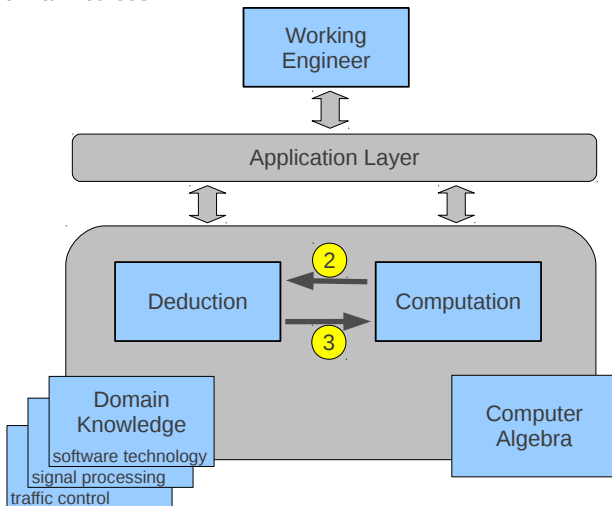 Working
Engineer
Application Layer
2
Deduction
Computation
3
Domain
Knowledge
software technology
signal processing
traffic control
Computer
Algebra